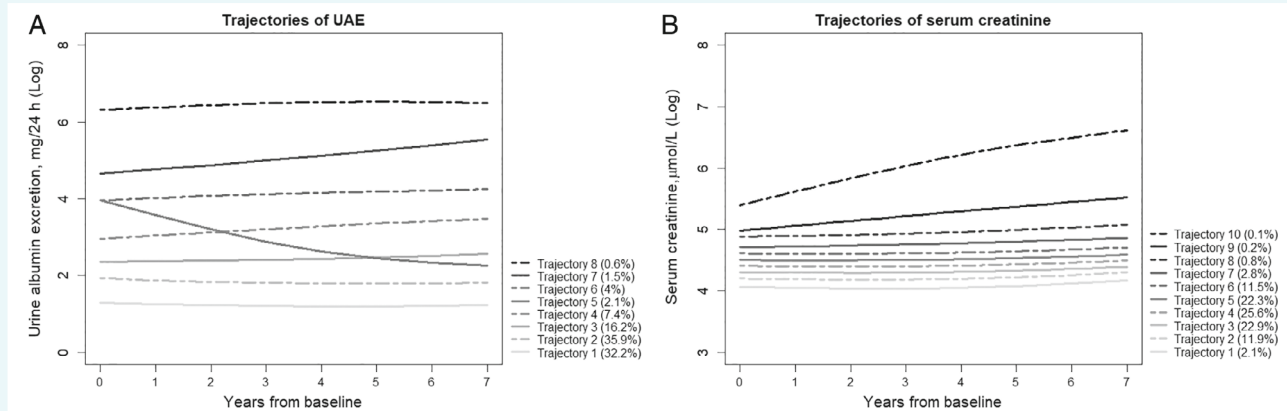 A
Trajectories of UAE
Urine albumin excretion, mg/24 h (Log)
8
6
4
2
0
0 1 2 3 4 5 6 7
Years from baseline
Trajectory 8 (0.6%)
Trajectory 7 (1.5%)
Trajectory 6 (4%)
Trajectory 5 (2.1%)
Trajectory 4 (7.4%)
Trajectory 3 (16.2%)
Trajectory 2 (35.9%)
Trajectory 1 (32.2%)
B
Trajectories of serum creatinine
Serum creatinine,μmol/L (Log)
8
7
6
5
4
3
0 1 2 3 4 5 6 7
Years from baseline
Trajectory 10 (0.1%)
Trajectory 9 (0.2%)
Trajectory 8 (0.8%)
Trajectory 7 (2.8%)
Trajectory 6 (11.5%)
Trajectory 5 (22.3%)
Trajectory 4 (25.6%)
Trajectory 3 (22.9%)
Trajectory 2 (11.9%)
Trajectory 1 (2.1%)